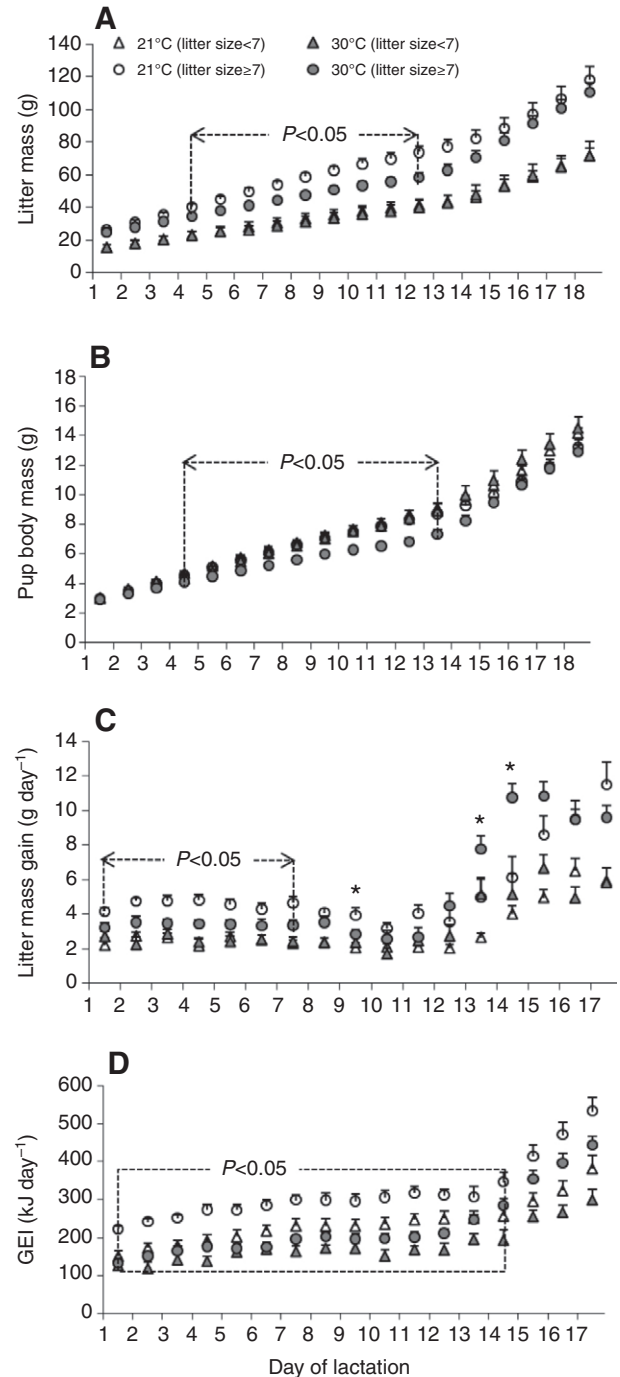 A
21°C (litter size<7) 30°C (litter size<7)
21°C (litter size≥7) 30°C (litter size≥7)
Litter mass (g)
140
120
100
80
60
40
20
0
P<0.05
1 2 3 4 5 6 7 8 9 10 11 12 13 14 15 16 17 18
B
Pup body mass (g)
18
16
14
12
10
8
6
4
2
0
P<0.05
1 2 3 4 5 6 7 8 9 10 11 12 13 14 15 16 17 18
C
Litter mass gain (g day⁻¹)
14
12
10
8
6
4
2
0
P<0.05
* * *
1 2 3 4 5 6 7 8 9 10 11 12 13 14 15 16 17
D
GEI (kJ day⁻¹)
600
500
400
300
200
100
0
P<0.05
1 2 3 4 5 6 7 8 9 10 11 12 13 14 15 16 17
Day of lactation